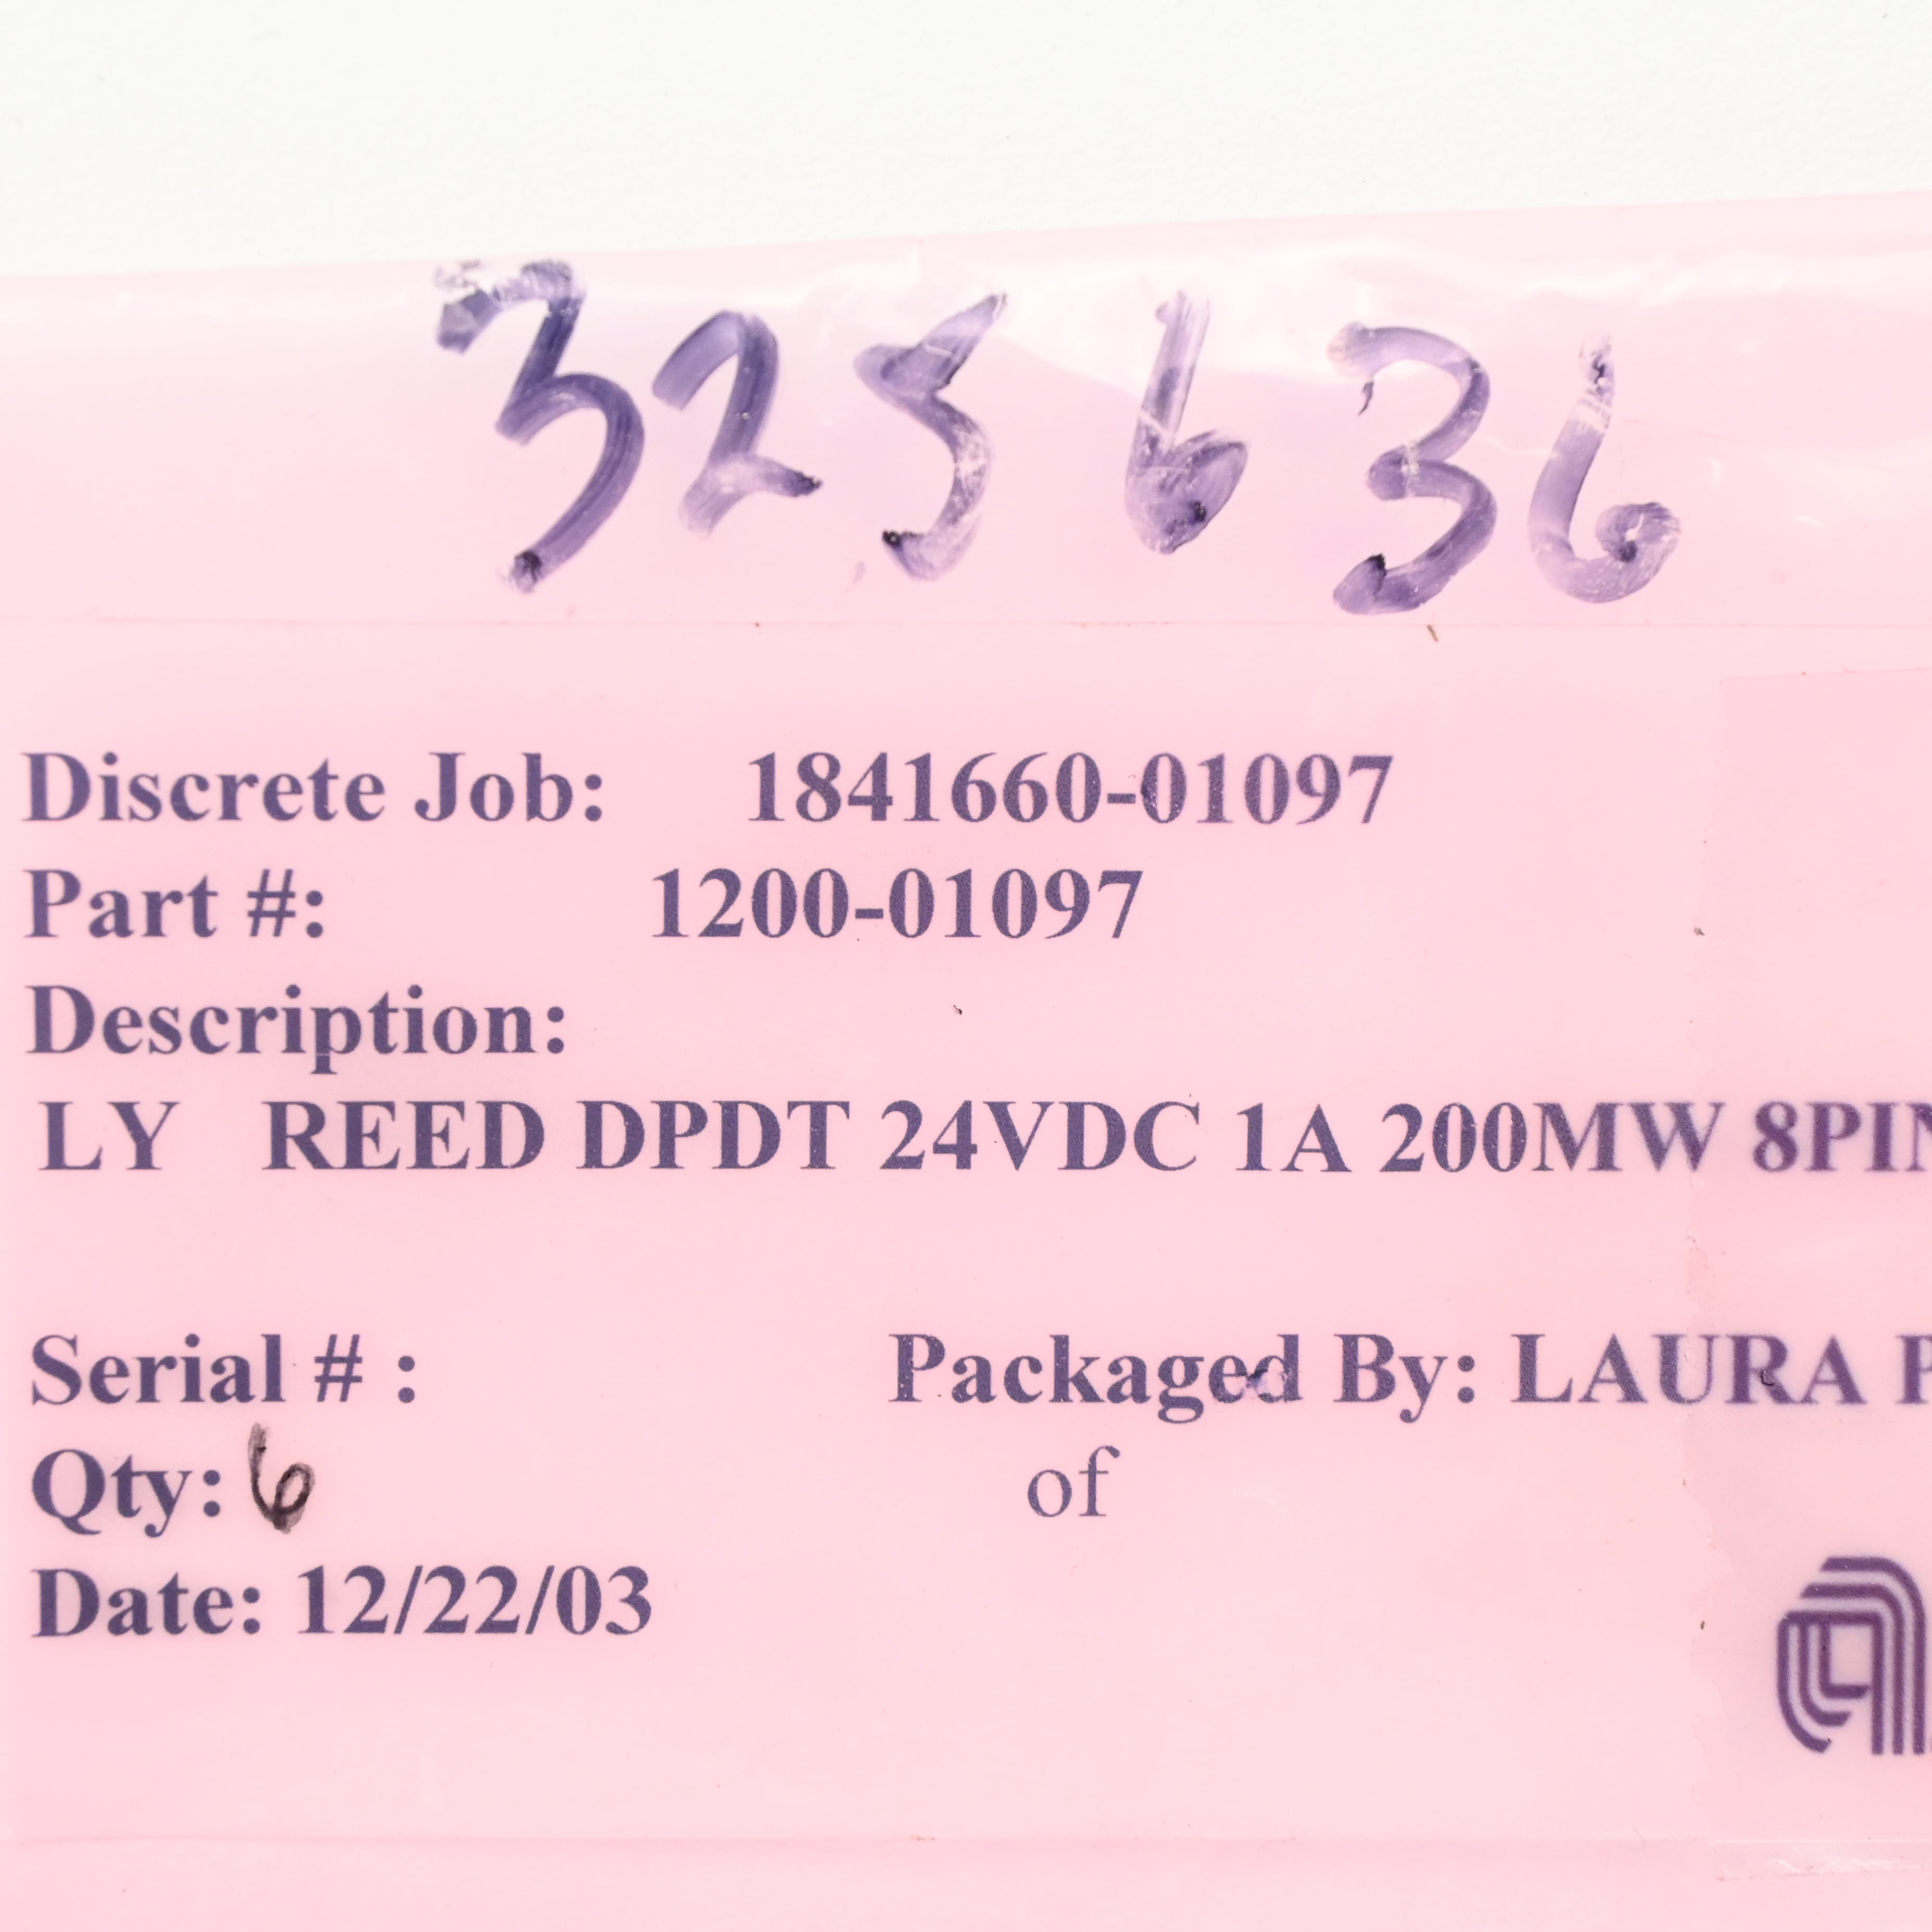 325636
Discrete Job: 1841660-01097
Part #: 1200-01097
Description:
LY REED DPDT 24VDC 1A 200MW 8PIN
Serial # : Packaged By: LAURA P
Qty: 6 of
Date: 12/22/03